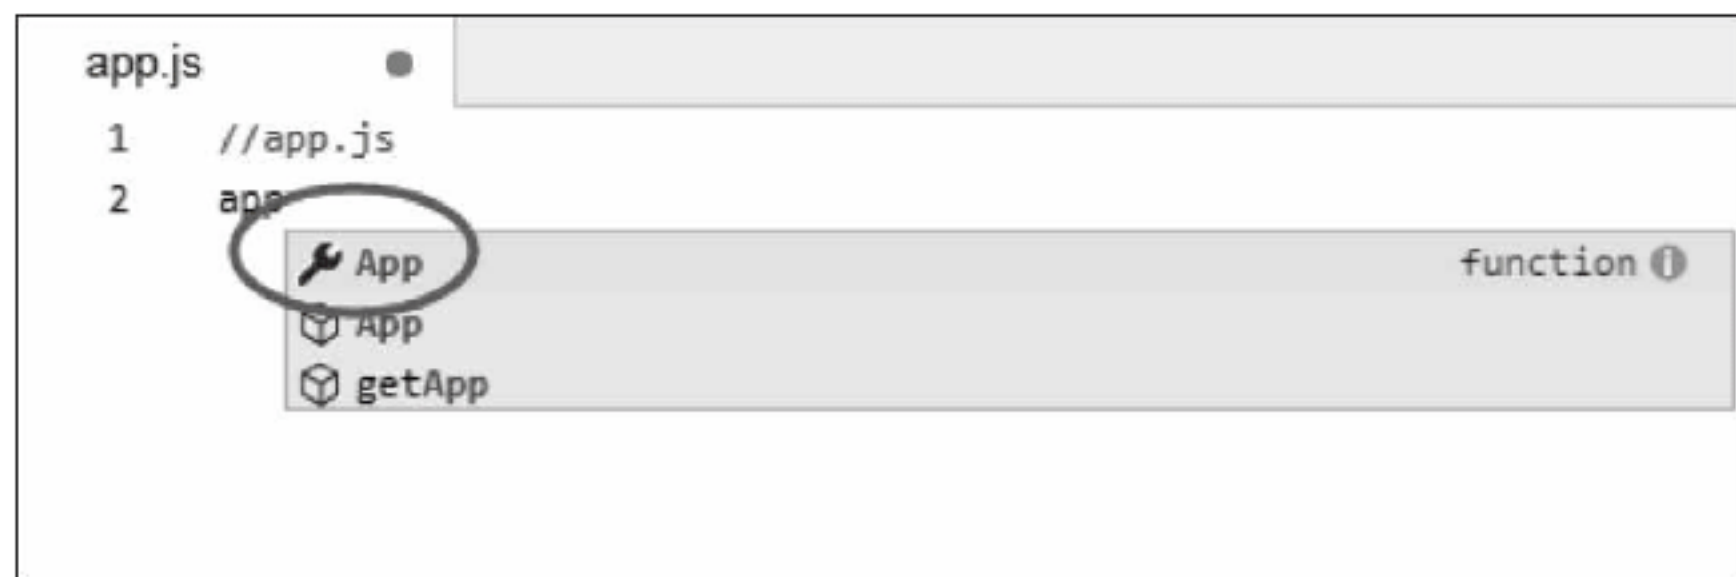 app.js
1 //app.js
2 app
App function
App
getApp